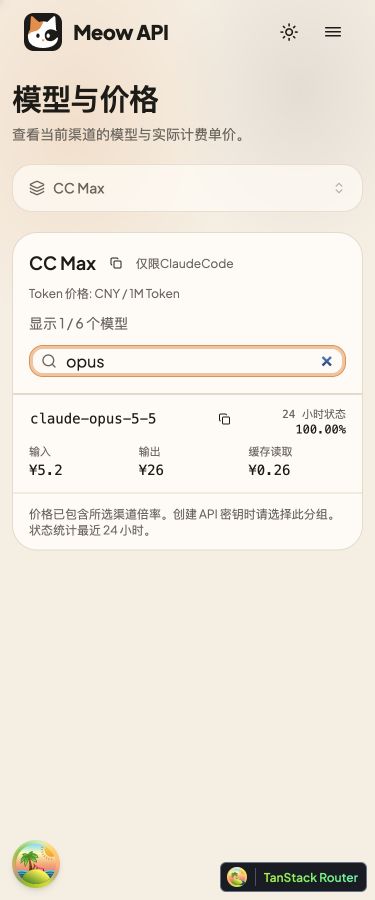 Meow API
模型与价格
查看当前渠道的模型与实际计费单价。
CC Max
CC Max 仅限ClaudeCode
Token 价格: CNY / 1M Token
显示 1 / 6 个模型
opus
claude-opus-5-5 24 小时状态
100.00%
输入 输出 缓存读取
¥5.2 ¥26 ¥0.26
价格已包含所选渠道倍率。创建 API 密钥时请选择此分组。
状态统计最近 24 小时。
TanStack Router